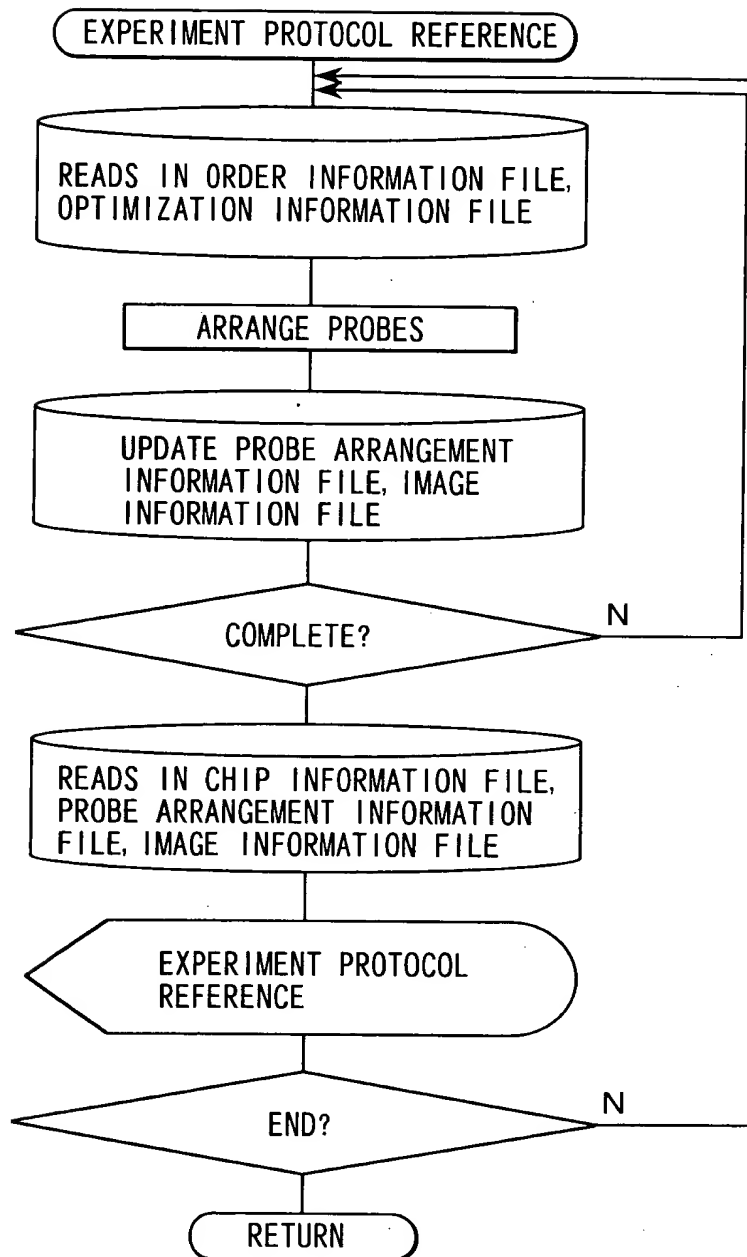 EXPERIMENT PROTOCOL REFERENCE
READS IN ORDER INFORMATION FILE,
OPTIMIZATION INFORMATION FILE
ARRANGE PROBES
UPDATE PROBE ARRANGEMENT
INFORMATION FILE, IMAGE
INFORMATION FILE
COMPLETE?
N
READS IN CHIP INFORMATION FILE,
PROBE ARRANGEMENT INFORMATION
FILE, IMAGE INFORMATION FILE
EXPERIMENT PROTOCOL
REFERENCE
END?
N
RETURN